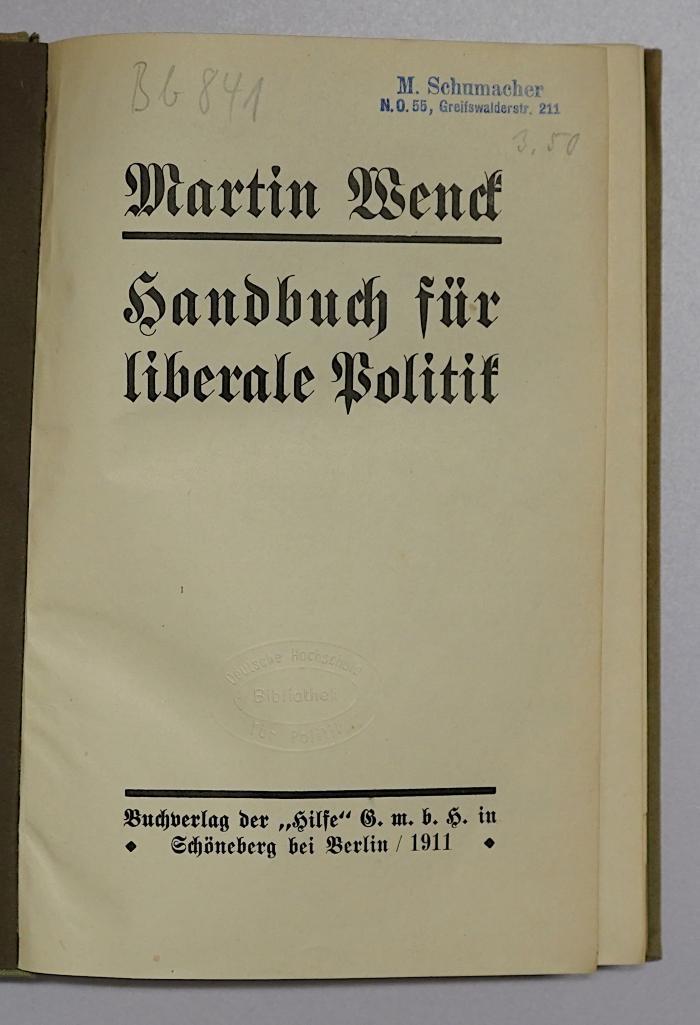 Bb 841
M. Schumacher
N.O. 55, Greifswalderstr. 211
3.50
Martin Wenck
Handbuch für
liberale Politik
Deutsche Hochschule
Bibliothek
für Politik
Buchverlag der „Hilfe" G. m. b. H. in
Schöneberg bei Berlin / 1911